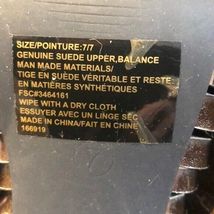 SIZE/POINTURE:7/7
GENUINE SUEDE UPPER,BALANCE
MAN MADE MATERIALS/
TIGE EN SUÈDE VÉRITABLE ET RESTE
EN MATIÈRES SYNTHÉTIQUES
FSC#3464161
WIPE WITH A DRY CLOTH
ESSUYER AVEC UN LINGE SEC
MADE IN CHINA/FAIT EN CHINE
166919